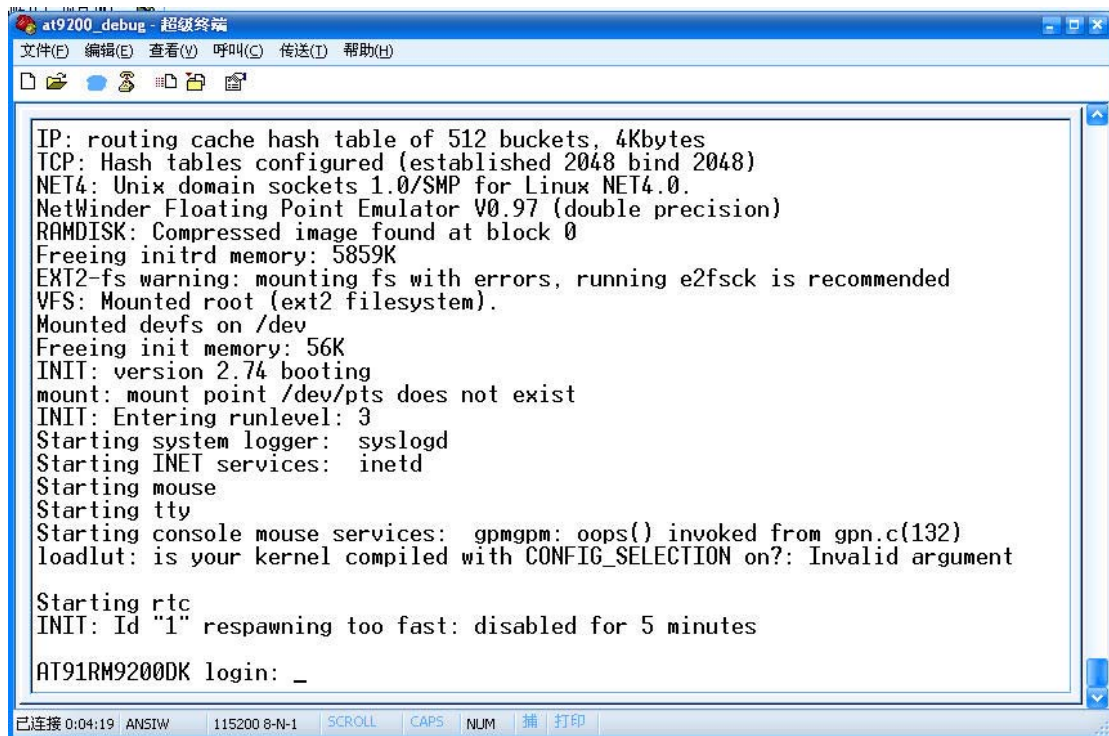 at9200_debug - 超级终端
文件(F) 编辑(E) 查看(V) 呼叫(C) 传送(T) 帮助(H)
IP: routing cache hash table of 512 buckets, 4Kbytes
TCP: Hash tables configured (established 2048 bind 2048)
NET4: Unix domain sockets 1.0/SMP for Linux NET4.0.
NetWinder Floating Point Emulator V0.97 (double precision)
RAMDISK: Compressed image found at block 0
Freeing initrd memory: 5859K
EXT2-fs warning: mounting fs with errors, running e2fsck is recommended
VFS: Mounted root (ext2 filesystem).
Mounted devfs on /dev
Freeing init memory: 56K
INIT: version 2.74 booting
mount: mount point /dev/pts does not exist
INIT: Entering runlevel: 3
Starting system logger:  syslogd
Starting INET services:  inetd
Starting mouse
Starting tty
Starting console mouse services:  gpmgpm: oops() invoked from gpn.c(132)
loadlut: is your kernel compiled with CONFIG_SELECTION on?: Invalid argument
Starting rtc
INIT: Id "1" respawning too fast: disabled for 5 minutes
AT91RM9200DK login: _
已连接 0:04:19 ANSIW 115200 8-N-1 SCROLL CAPS NUM 捕 打印